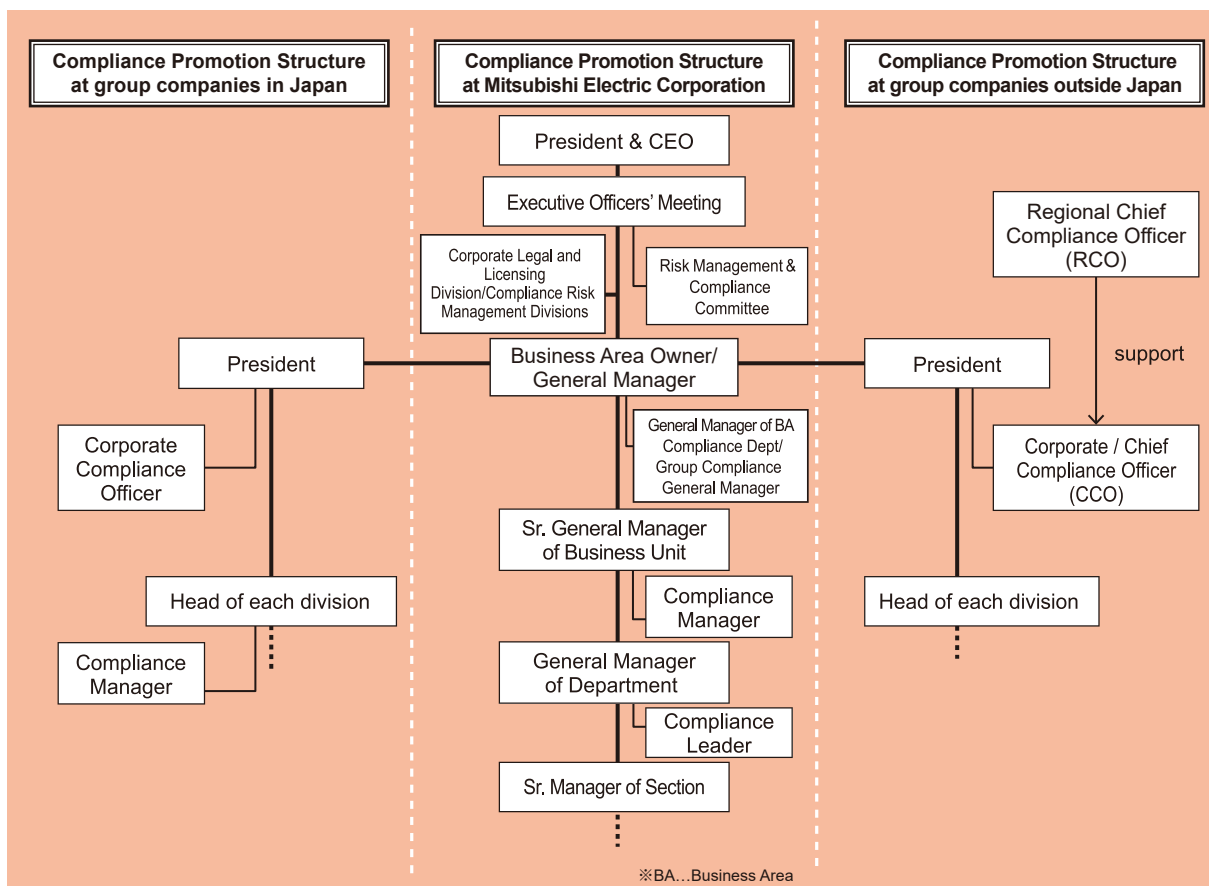 Compliance Promotion Structure
at group companies in Japan
Compliance Promotion Structure
at Mitsubishi Electric Corporation
Compliance Promotion Structure
at group companies outside Japan
President & CEO
Executive Officers' Meeting
Corporate Legal and
Licensing
Division/Compliance Risk
Management Divisions
Risk Management &
Compliance
Committee
Regional Chief
Compliance Officer
(RCO)
support
President
Business Area Owner/
General Manager
President
Corporate
Compliance
Officer
General Manager of BA
Compliance Dept/
Group Compliance
General Manager
Corporate / Chief
Compliance Officer
(CCO)
Sr. General Manager
of Business Unit
Head of each division
Compliance
Manager
Head of each division
Compliance
Manager
General Manager
of Department
Compliance
Leader
Sr. Manager of Section
※BA…Business Area